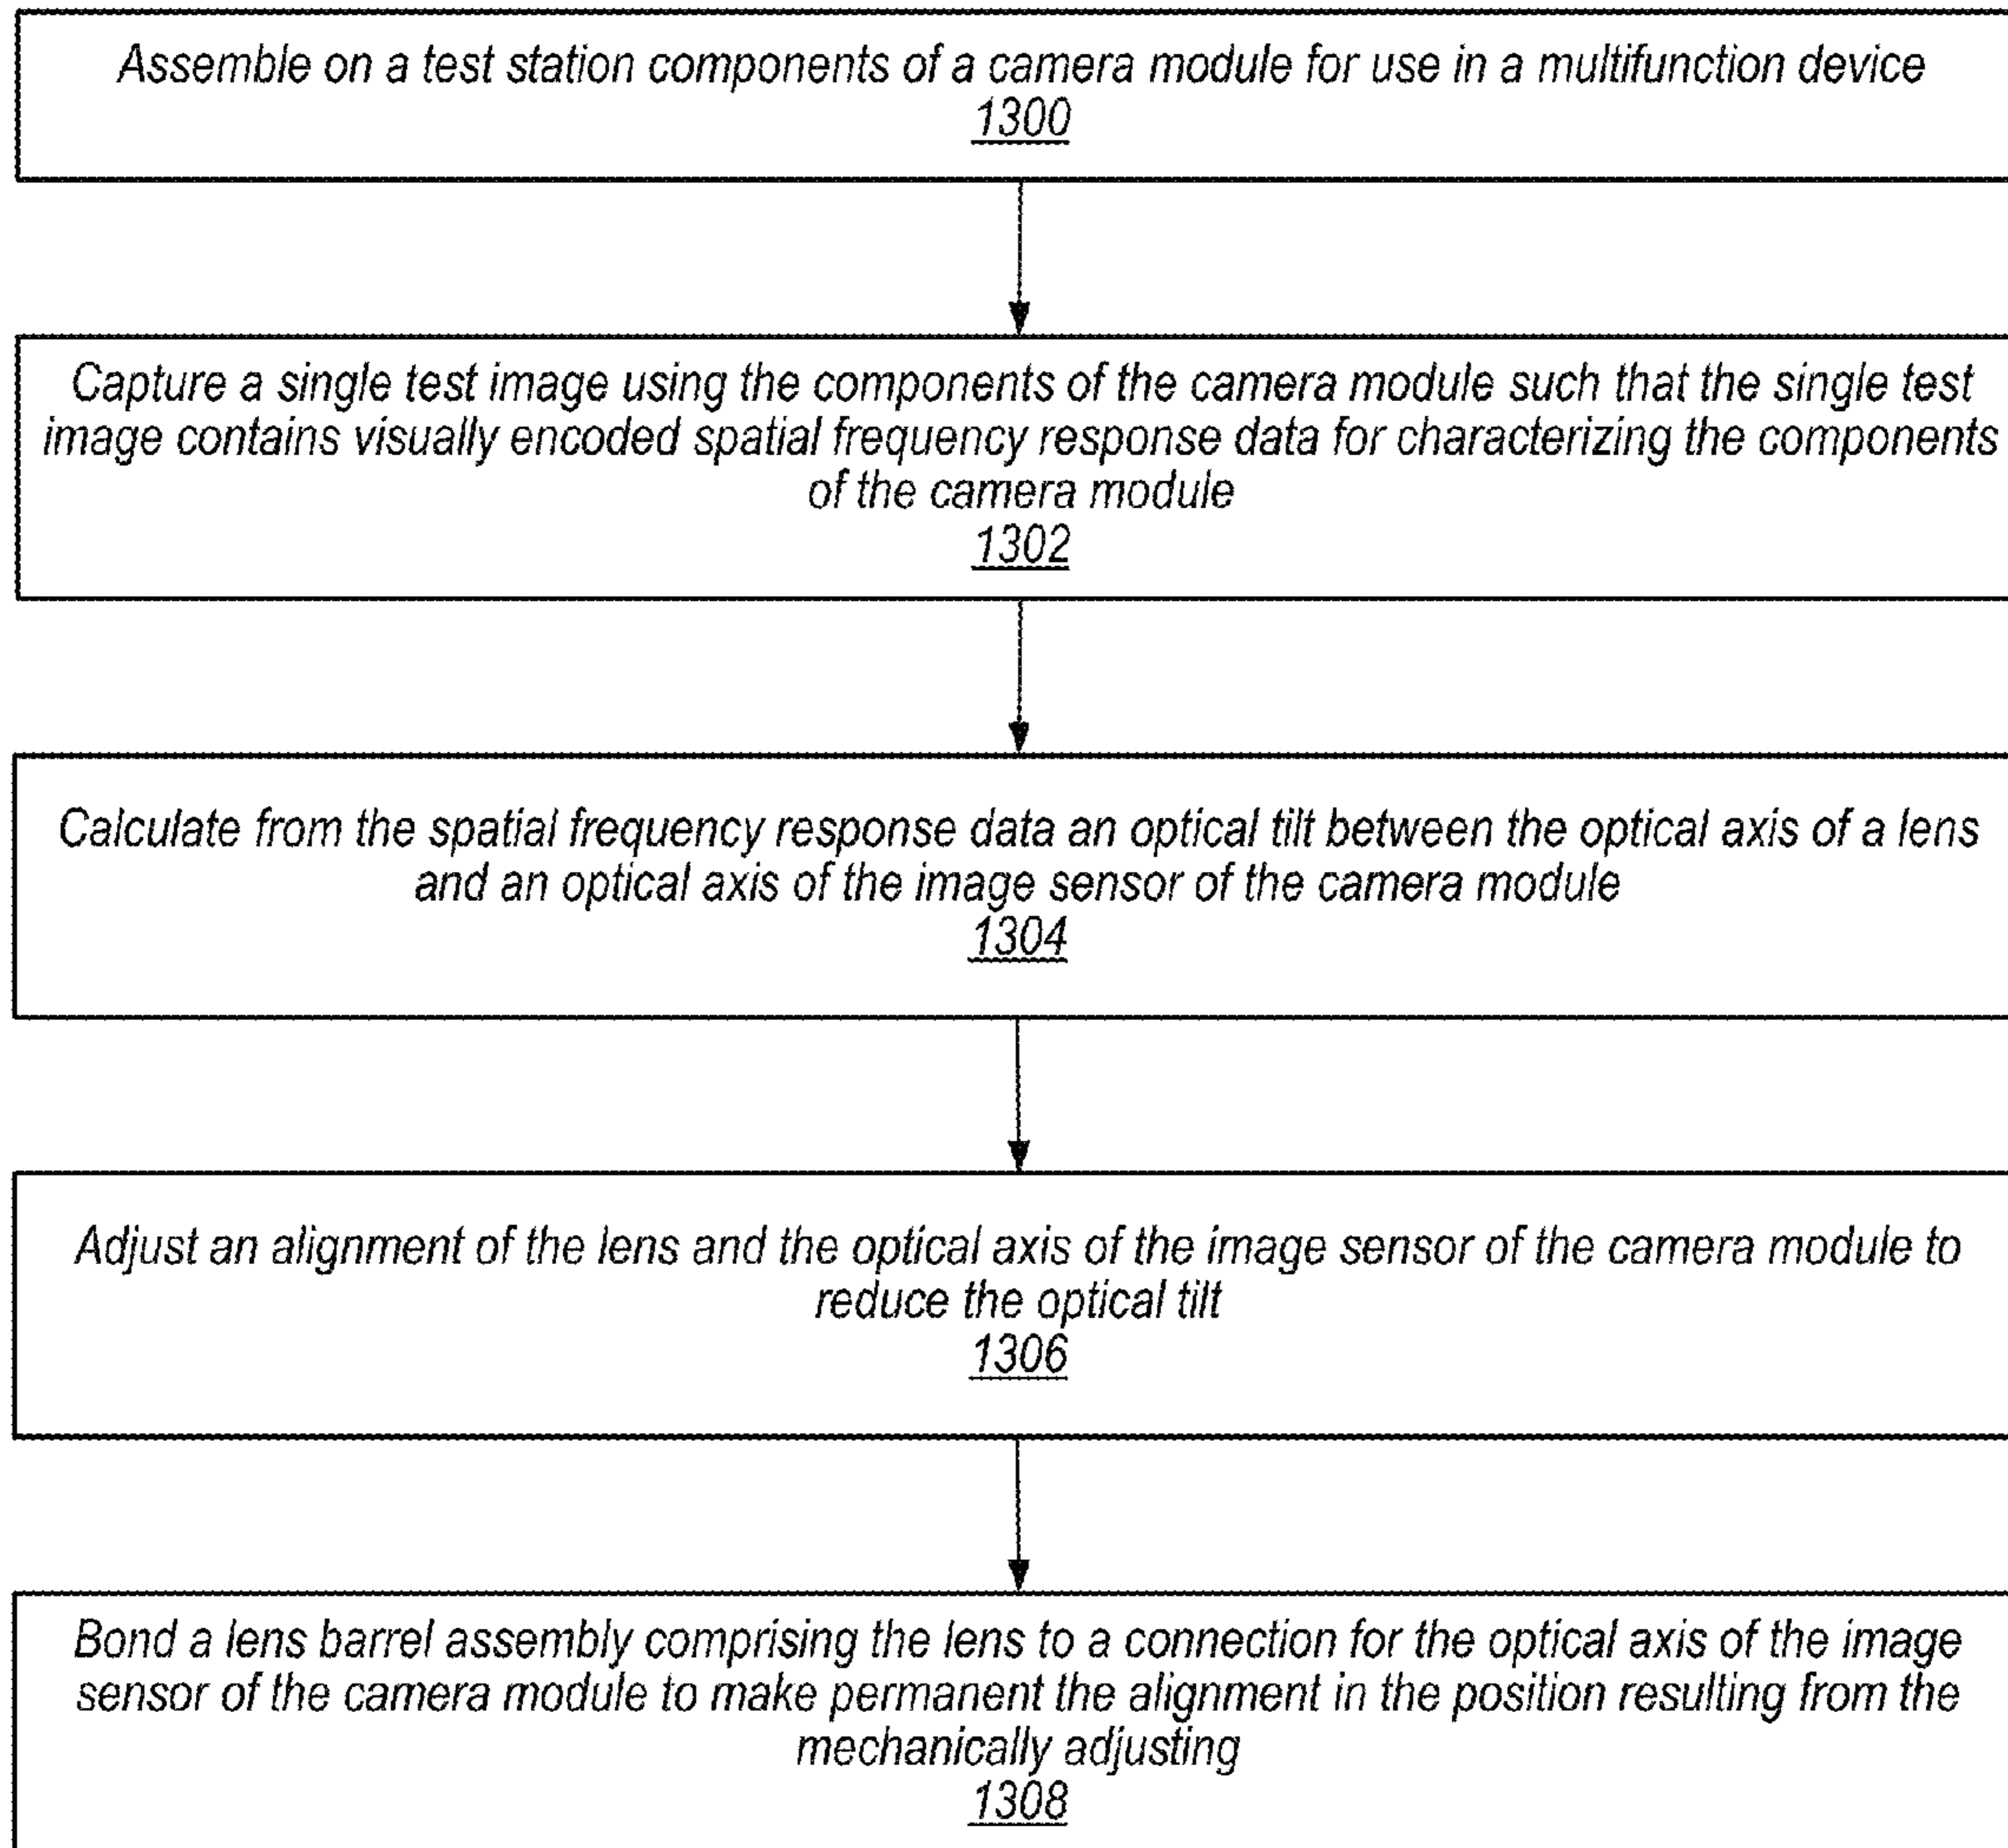 Assemble on a test station components of a camera module for use in a multifunction device
1300
Capture a single test image using the components of the camera module such that the single test
image contains visually encoded spatial frequency response data for characterizing the components
of the camera module
1302
Calculate from the spatial frequency response data an optical tilt between the optical axis of a lens
and an optical axis of the image sensor of the camera module
1304
Adjust an alignment of the lens and the optical axis of the image sensor of the camera module to
reduce the optical tilt
1306
Bond a lens barrel assembly comprising the lens to a connection for the optical axis of the image
sensor of the camera module to make permanent the alignment in the position resulting from the
mechanically adjusting
1308